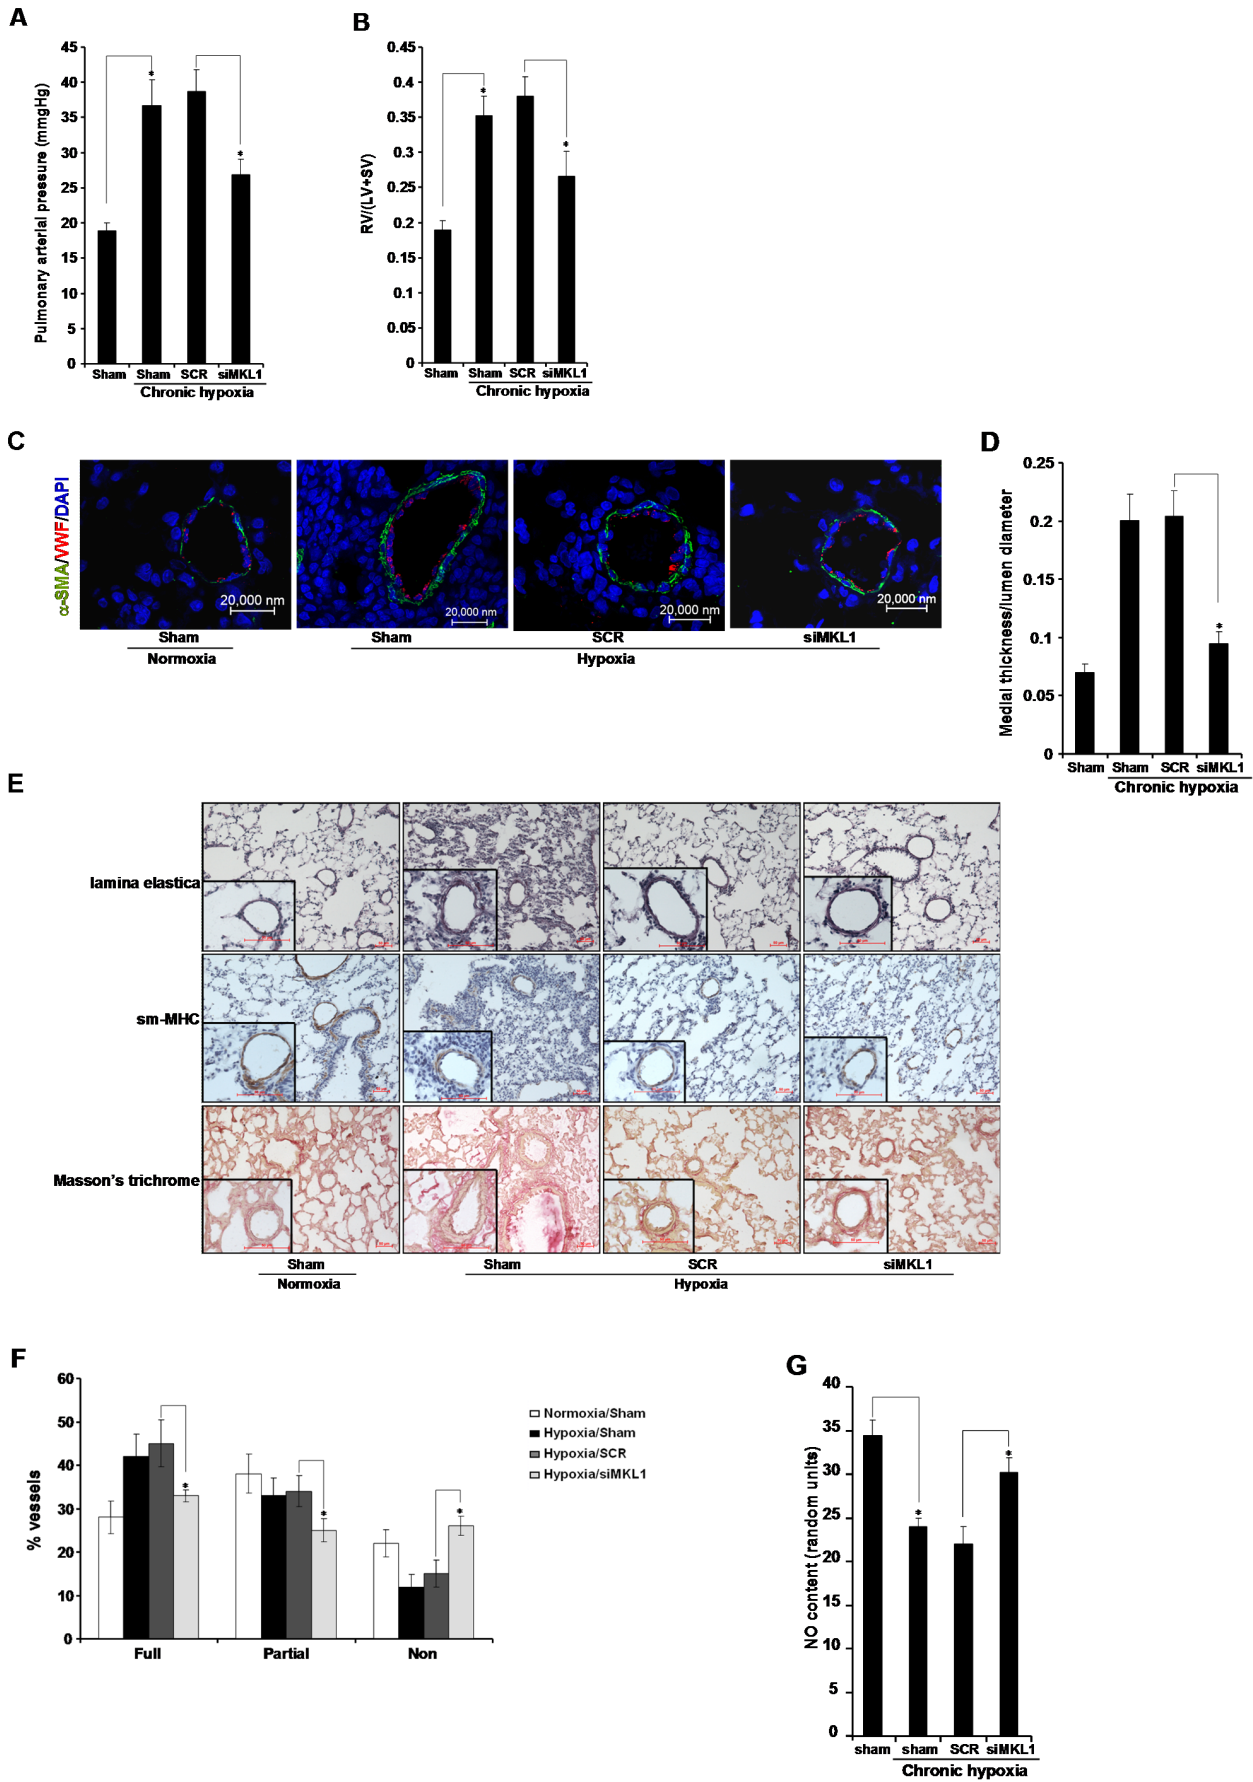 A
45
40
35
30
25
20
15
10
5
0
Pulmonary arterial pressure (mmgHg)
*
*
Sham Sham SCR siMKL1
Chronic hypoxia
B
0.45
0.4
0.35
0.3
0.25
0.2
0.15
0.1
0.05
0
RV/(LV+SV)
*
*
Sham Sham SCR siMKL1
Chronic hypoxia
C
α-SMA/VWF/DAPI
20,000 nm
20,000 nm
20,000 nm
20,000 nm
Sham Sham SCR siMKL1
Normoxia Hypoxia
D
0.25
0.2
0.15
0.1
0.05
0
Medial thickness/lumen diameter
*
Sham Sham SCR siMKL1
Chronic hypoxia
E
lamina elastica
sm-MHC
Masson's trichrome
Sham Sham SCR siMKL1
Normoxia Hypoxia
F
60
50
40
30
20
10
0
% vessels
*
*
*
Full Partial Non
Normoxia/Sham
Hypoxia/Sham
Hypoxia/SCR
Hypoxia/siMKL1
G
40
35
30
25
20
15
10
5
0
NO content (random units)
*
*
sham sham SCR siMKL1
Chronic hypoxia